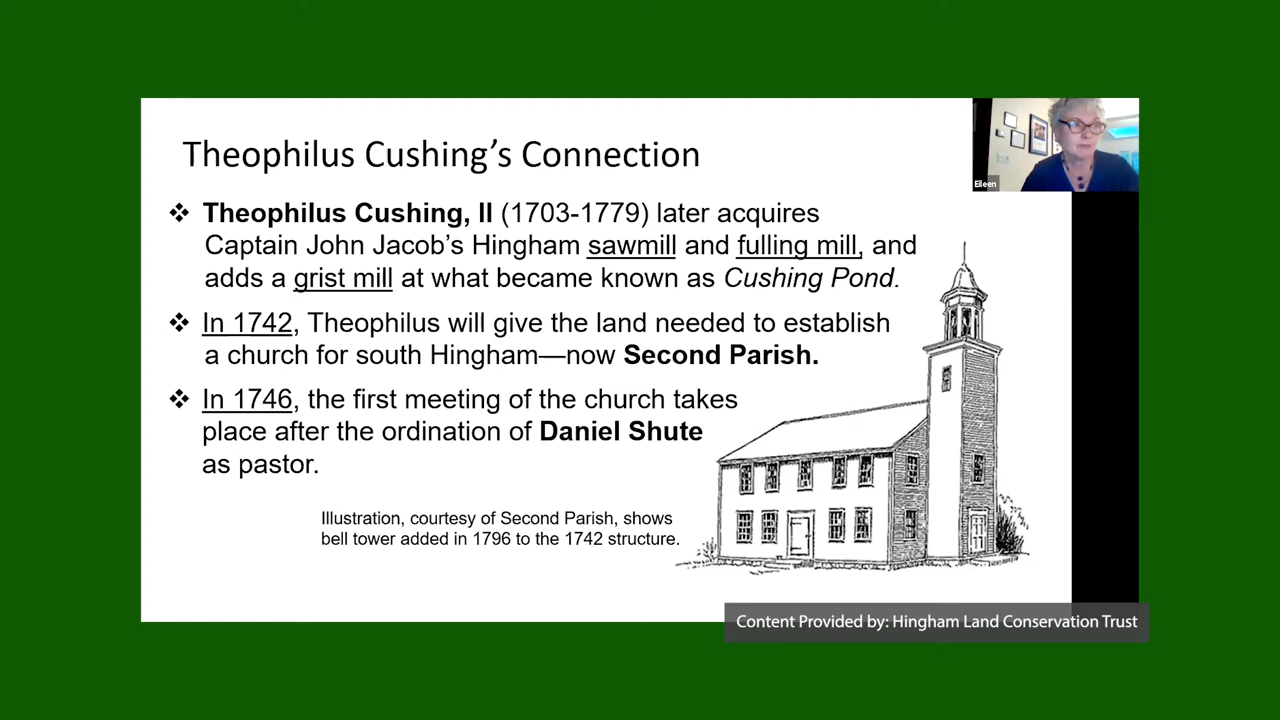 Theophilus Cushing's Connection
Eileen
❖ Theophilus Cushing, II (1703-1779) later acquires
Captain John Jacob's Hingham sawmill and fulling mill, and
adds a grist mill at what became known as Cushing Pond.
❖ In 1742, Theophilus will give the land needed to establish
a church for south Hingham—now Second Parish.
❖ In 1746, the first meeting of the church takes
place after the ordination of Daniel Shute
as pastor.
Illustration, courtesy of Second Parish, shows
bell tower added in 1796 to the 1742 structure.
Content Provided by: Hingham Land Conservation Trust